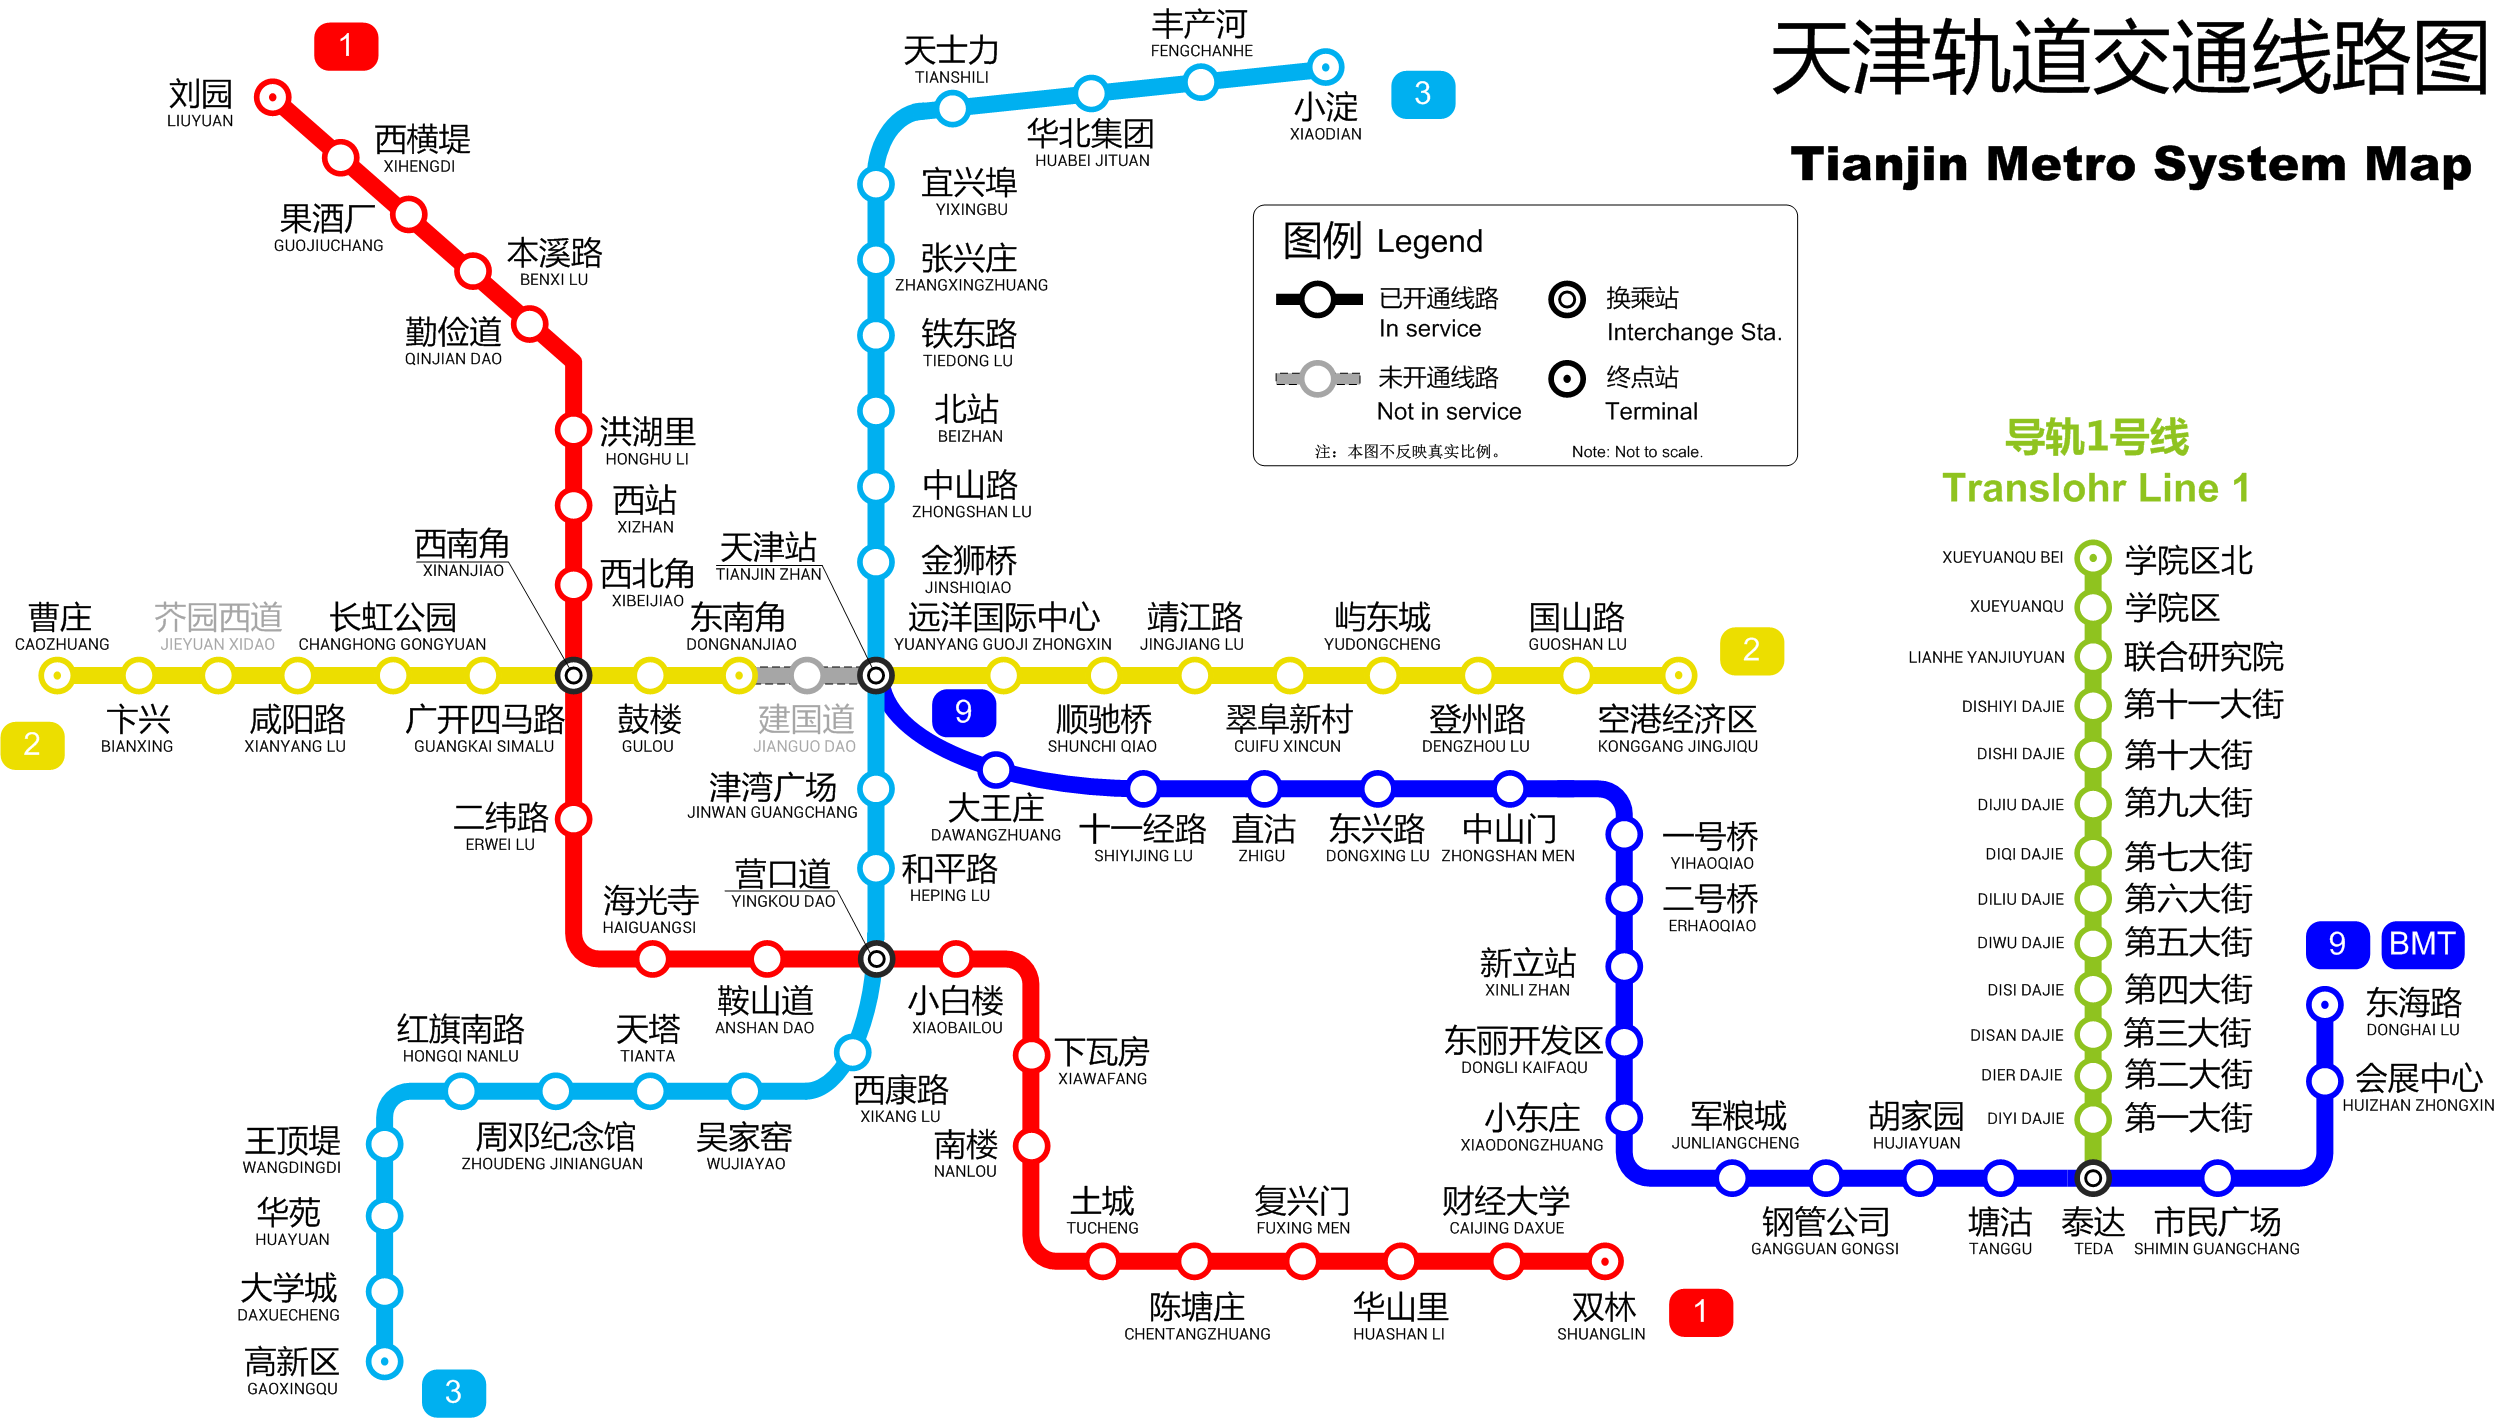 天津轨道交通线路图
Tianjin Metro System Map
图例 Legend
已开通线路
In service
换乘站
Interchange Sta.
未开通线路
Not in service
终点站
Terminal
注：本图不反映真实比例。
Note: Not to scale.
1
刘园
LIUYUAN
西横堤
XIHENGDI
果酒厂
GUOJIUCHANG
本溪路
BENXI LU
勤俭道
QINJIAN DAO
洪湖里
HONGHU LI
西站
XIZHAN
西北角
XIBEIJIAO
西南角
XINANJIAO
二纬路
ERWEI LU
海光寺
HAIGUANGSI
鞍山道
ANSHAN DAO
营口道
YINGKOU DAO
小白楼
XIAOBAILOU
下瓦房
XIAWAFANG
南楼
NANLOU
土城
TUCHENG
陈塘庄
CHENTANGZHUANG
复兴门
FUXING MEN
华山里
HUASHAN LI
财经大学
CAIJING DAXUE
双林
SHUANGLIN
1
2
曹庄
CAOZHUANG
卞兴
BIANXING
芥园西道
JIEYUAN XIDAO
咸阳路
XIANYANG LU
长虹公园
CHANGHONG GONGYUAN
广开四马路
GUANGKAI SIMALU
鼓楼
GULOU
东南角
DONGNANJIAO
建国道
JIANGUO DAO
天津站
TIANJIN ZHAN
远洋国际中心
YUANYANG GUOJI ZHONGXIN
顺驰桥
SHUNCHI QIAO
靖江路
JINGJIANG LU
翠阜新村
CUIFU XINCUN
屿东城
YUDONGCHENG
登州路
DENGZHOU LU
国山路
GUOSHAN LU
空港经济区
KONGGANG JINGJIQU
2
3
小淀
XIAODIAN
丰产河
FENGCHANHE
华北集团
HUABEI JITUAN
天士力
TIANSHILI
宜兴埠
YIXINGBU
张兴庄
ZHANGXINGZHUANG
铁东路
TIEDONG LU
北站
BEIZHAN
中山路
ZHONGSHAN LU
金狮桥
JINSHIQIAO
津湾广场
JINWAN GUANGCHANG
和平路
HEPING LU
西康路
XIKANG LU
吴家窑
WUJIAYAO
天塔
TIANTA
周邓纪念馆
ZHOUDENG JINIANGUAN
红旗南路
HONGQI NANLU
王顶堤
WANGDINGDI
华苑
HUAYUAN
大学城
DAXUECHENG
高新区
GAOXINGQU
3
9
大王庄
DAWANGZHUANG
十一经路
SHIYIJING LU
直沽
ZHIGU
东兴路
DONGXING LU
中山门
ZHONGSHAN MEN
一号桥
YIHAOQIAO
二号桥
ERHAOQIAO
新立站
XINLI ZHAN
东丽开发区
DONGLI KAIFAQU
小东庄
XIAODONGZHUANG
军粮城
JUNLIANGCHENG
钢管公司
GANGGUAN GONGSI
胡家园
HUJIAYUAN
塘沽
TANGGU
泰达
TEDA
市民广场
SHIMIN GUANGCHANG
会展中心
HUIZHAN ZHONGXIN
东海路
DONGHAI LU
9 BMT
导轨1号线
Translohr Line 1
XUEYUANQU BEI 学院区北
XUEYUANQU 学院区
LIANHE YANJIUYUAN 联合研究院
DISHIYI DAJIE 第十一大街
DISHI DAJIE 第十大街
DIJIU DAJIE 第九大街
DIQI DAJIE 第七大街
DILIU DAJIE 第六大街
DIWU DAJIE 第五大街
DISI DAJIE 第四大街
DISAN DAJIE 第三大街
DIER DAJIE 第二大街
DIYI DAJIE 第一大街